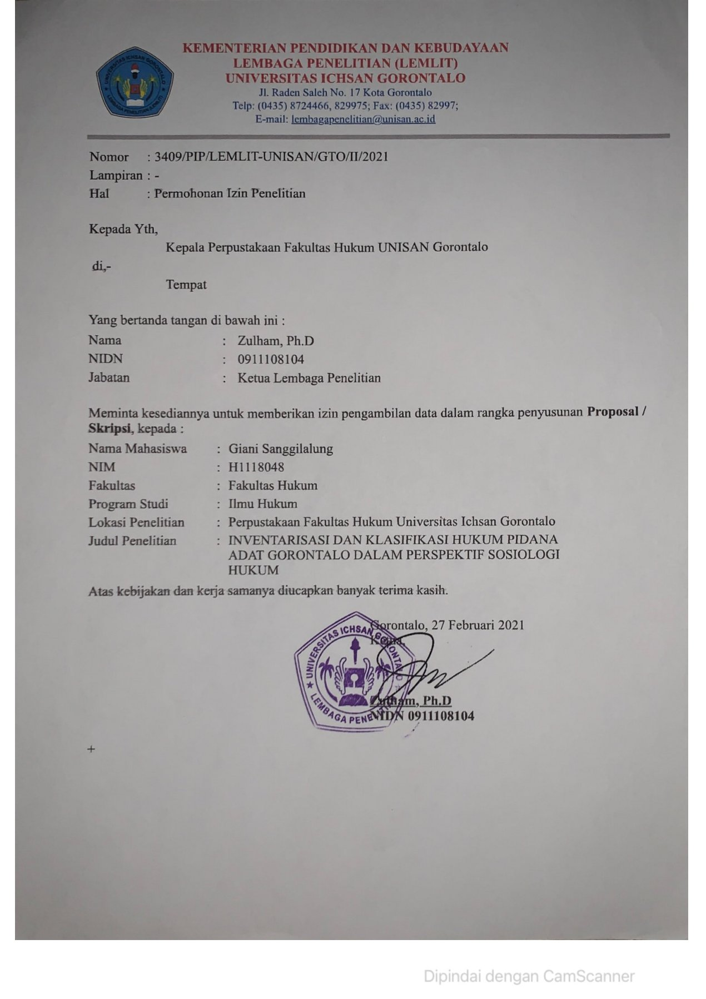 KEMENTERIAN PENDIDIKAN DAN KEBUDAYAAN
LEMBAGA PENELITIAN (LEMLIT)
UNIVERSITAS ICHSAN GORONTALO
Jl. Raden Saleh No. 17 Kota Gorontalo
Telp: (0435) 8724466, 829975; Fax: (0435) 82997;
E-mail: lembagapenelitian@unisan.ac.id
UNIVERSITAS ICHSAN GORONTALO
LEMBAGA PENELITIAN (LEMLIT)
Nomor : 3409/PIP/LEMLIT-UNISAN/GTO/II/2021
Lampiran : -
Hal : Permohonan Izin Penelitian
Kepada Yth,
Kepala Perpustakaan Fakultas Hukum UNISAN Gorontalo
di,-
Tempat
Yang bertanda tangan di bawah ini :
Nama : Zulham, Ph.D
NIDN : 0911108104
Jabatan : Ketua Lembaga Penelitian
Meminta kesediannya untuk memberikan izin pengambilan data dalam rangka penyusunan Proposal /
Skripsi, kepada :
Nama Mahasiswa : Giani Sanggilalung
NIM : H1118048
Fakultas : Fakultas Hukum
Program Studi : Ilmu Hukum
Lokasi Penelitian : Perpustakaan Fakultas Hukum Universitas Ichsan Gorontalo
Judul Penelitian : INVENTARISASI DAN KLASIFIKASI HUKUM PIDANA
ADAT GORONTALO DALAM PERSPEKTIF SOSIOLOGI
HUKUM
Atas kebijakan dan kerja samanya diucapkan banyak terima kasih.
Gorontalo, 27 Februari 2021
Ketua,
UNIVERSITAS ICHSAN GORONTALO
LEMBAGA PENELITIAN
Zulham, Ph.D
NIDN 0911108104
+
Dipindai dengan CamScanner